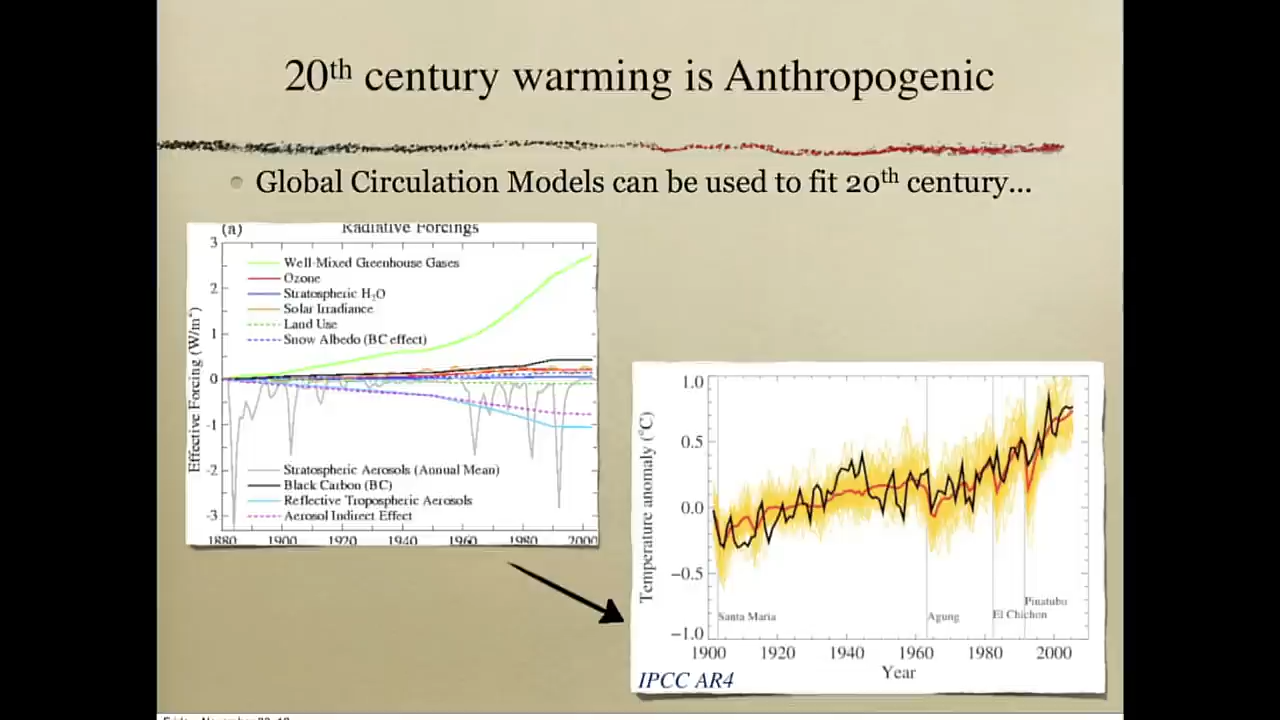 20th century warming is Anthropogenic
Global Circulation Models can be used to fit 20th century...
(a) Radiative Forcings
3
Well-Mixed Greenhouse Gases
Ozone
Stratospheric H2O
Solar Irradiance
Land Use
Snow Albedo (BC effect)
2
1
0
-1
-2
-3
Effective Forcing (W/m²)
Stratospheric Aerosols (Annual Mean)
Black Carbon (BC)
Reflective Tropospheric Aerosols
Aerosol Indirect Effect
1880 1900 1920 1940 1960 1980 2000
1.0
0.5
0.0
−0.5
−1.0
Temperature anomaly (°C)
Santa Maria
Agung
El Chichon
Pinatubo
1900 1920 1940 1960 1980 2000
Year
IPCC AR4